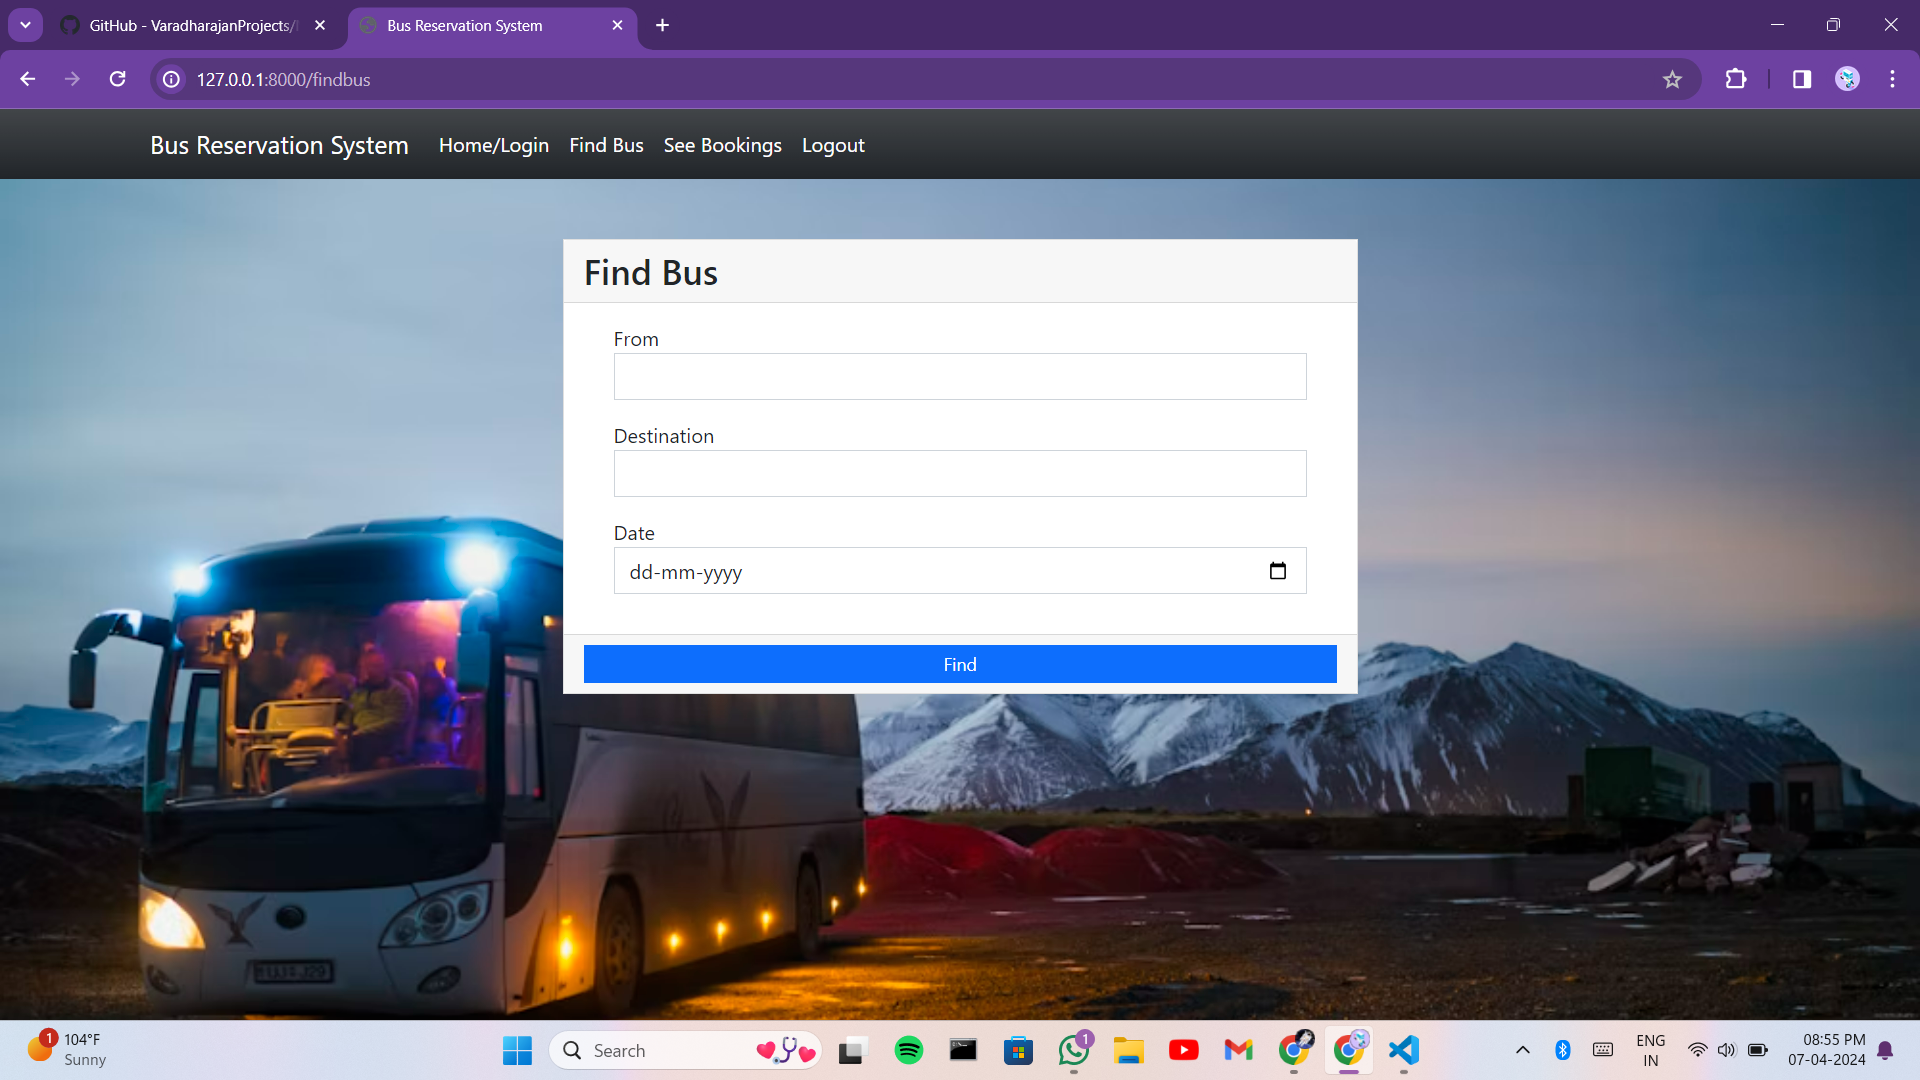 GitHub - VaradharajanProjects/
Bus Reservation System
127.0.0.1:8000/findbus
Bus Reservation System Home/Login Find Bus See Bookings Logout
Find Bus
From
Destination
Date
dd-mm-yyyy
Find
1
104°F
Sunny
Search
1
ENG
IN
08:55 PM
07-04-2024